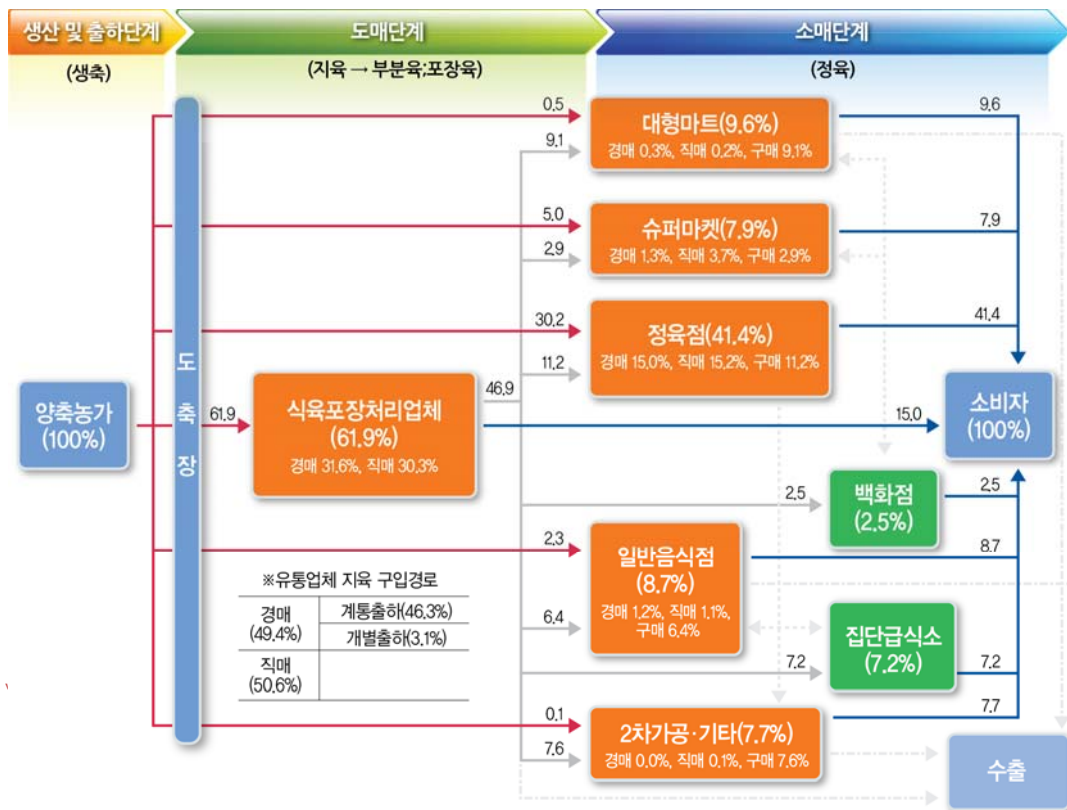 생산 및 출하단계
도매단계
소매단계
(생축)
(지육 → 부분육;포장육)
(정육)
0.5
대형마트(9.6%)
경매 0.3%, 직매 0.2%, 구매 9.1%
9.6
9.1
5.0
슈퍼마켓(7.9%)
경매 1.3%, 직매 3.7%, 구매 2.9%
7.9
2.9
30.2
정육점(41.4%)
경매 15.0%, 직매 15.2%, 구매 11.2%
41.4
11.2
도축장
양축농가
(100%)
61.9
식육포장처리업체
(61.9%)
경매 31.6%, 직매 30.3%
46.9
15.0
소비자
(100%)
2.5
백화점
(2.5%)
2.5
2.3
일반음식점
(8.7%)
경매 1.2%, 직매 1.1%,
구매 6.4%
8.7
6.4
※유통업체 지육 구입경로
경매
(49.4%)
계통출하(46.3%)
개별출하(3.1%)
직매
(50.6%)
7.2
집단급식소
(7.2%)
7.2
0.1
2차가공·기타(7.7%)
경매 0.0%, 직매 0.1%, 구매 7.6%
7.7
7.6
수출